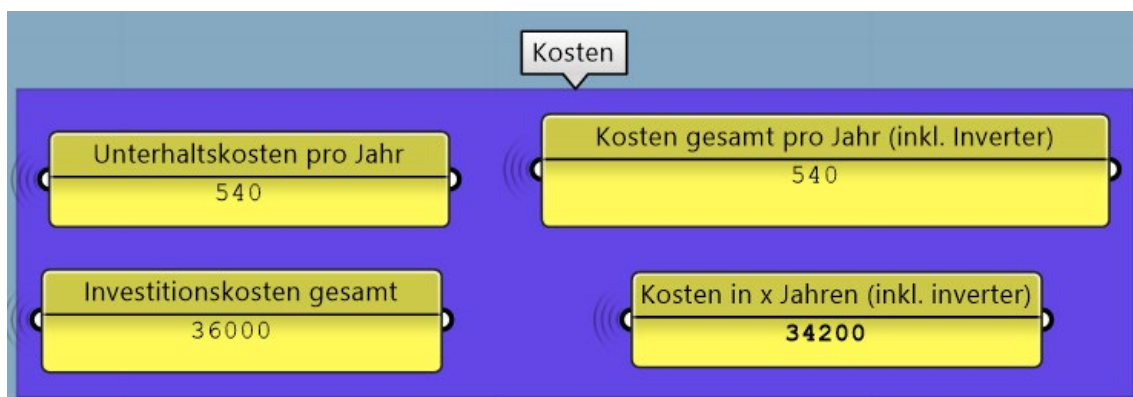 Kosten
Unterhaltskosten pro Jahr
540
Kosten gesamt pro Jahr (inkl. Inverter)
540
Investitionskosten gesamt
36000
Kosten in x Jahren (inkl. inverter)
34200